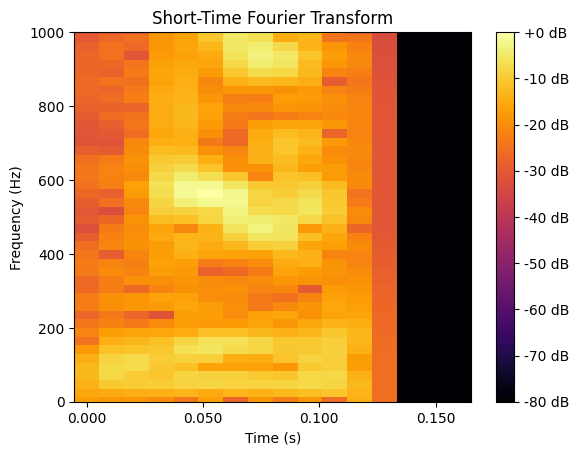 Short-Time Fourier Transform
1000
800
600
400
200
0
Frequency (Hz)
0.000
0.050
0.100
0.150
Time (s)
+0 dB
-10 dB
-20 dB
-30 dB
-40 dB
-50 dB
-60 dB
-70 dB
-80 dB